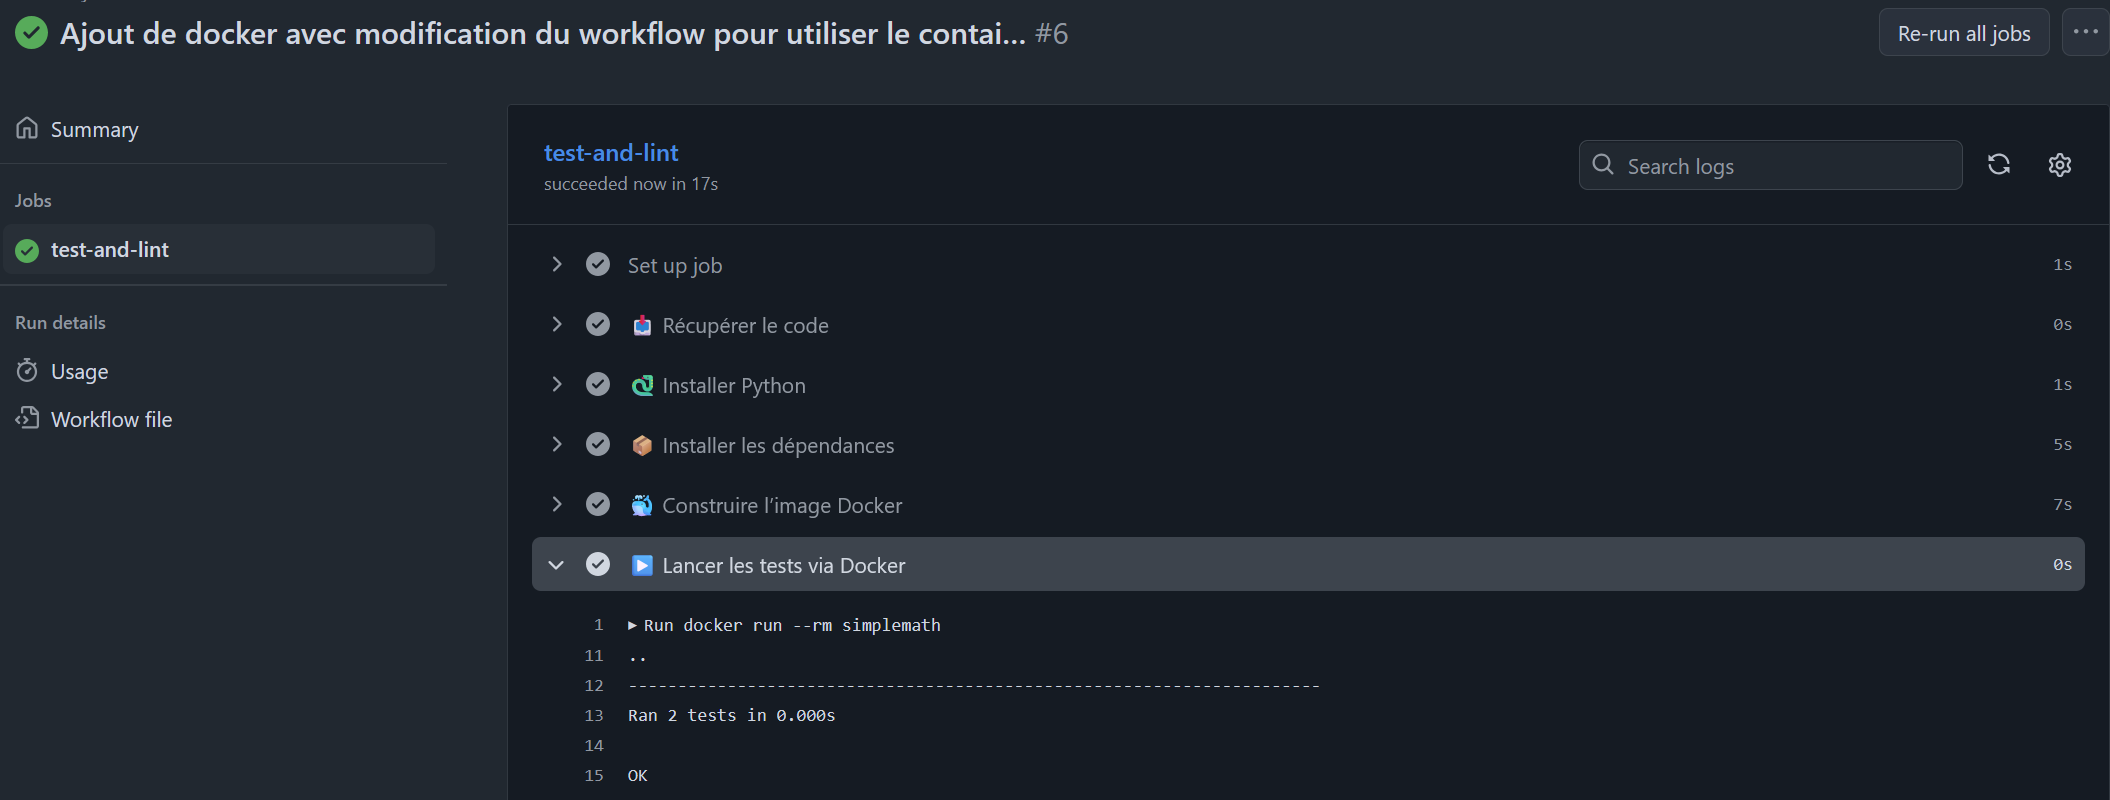 Ajout de docker avec modification du workflow pour utiliser le contai... #6
Re-run all jobs
Summary
Jobs
test-and-lint
Run details
Usage
Workflow file
test-and-lint
succeeded now in 17s
Search logs
Set up job 1s
📥 Récupérer le code 0s
🐍 Installer Python 1s
📦 Installer les dépendances 5s
🐳 Construire l’image Docker 7s
▶️ Lancer les tests via Docker 0s
1 ▶ Run docker run --rm simplemath
11 ..
12 ----------------------------------------------------------------------
13 Ran 2 tests in 0.000s
14
15 OK